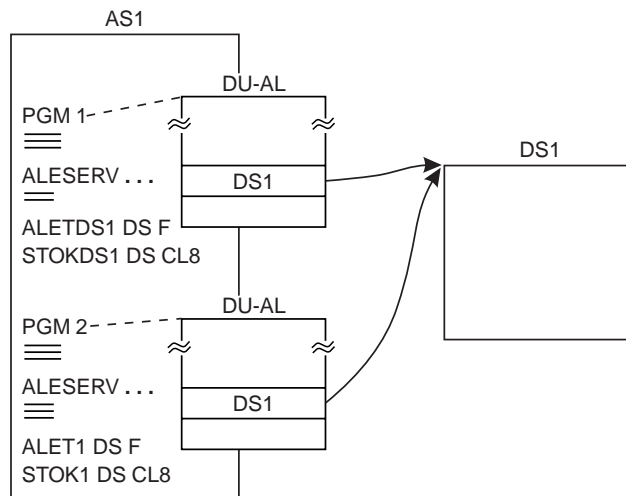 AS1
DU-AL
PGM 1
DS1
ALESERV . . .
DS1
ALETDS1 DS F
STOKDS1 DS CL8
DU-AL
PGM 2
ALESERV . . .
DS1
ALET1 DS F
STOK1 DS CL8